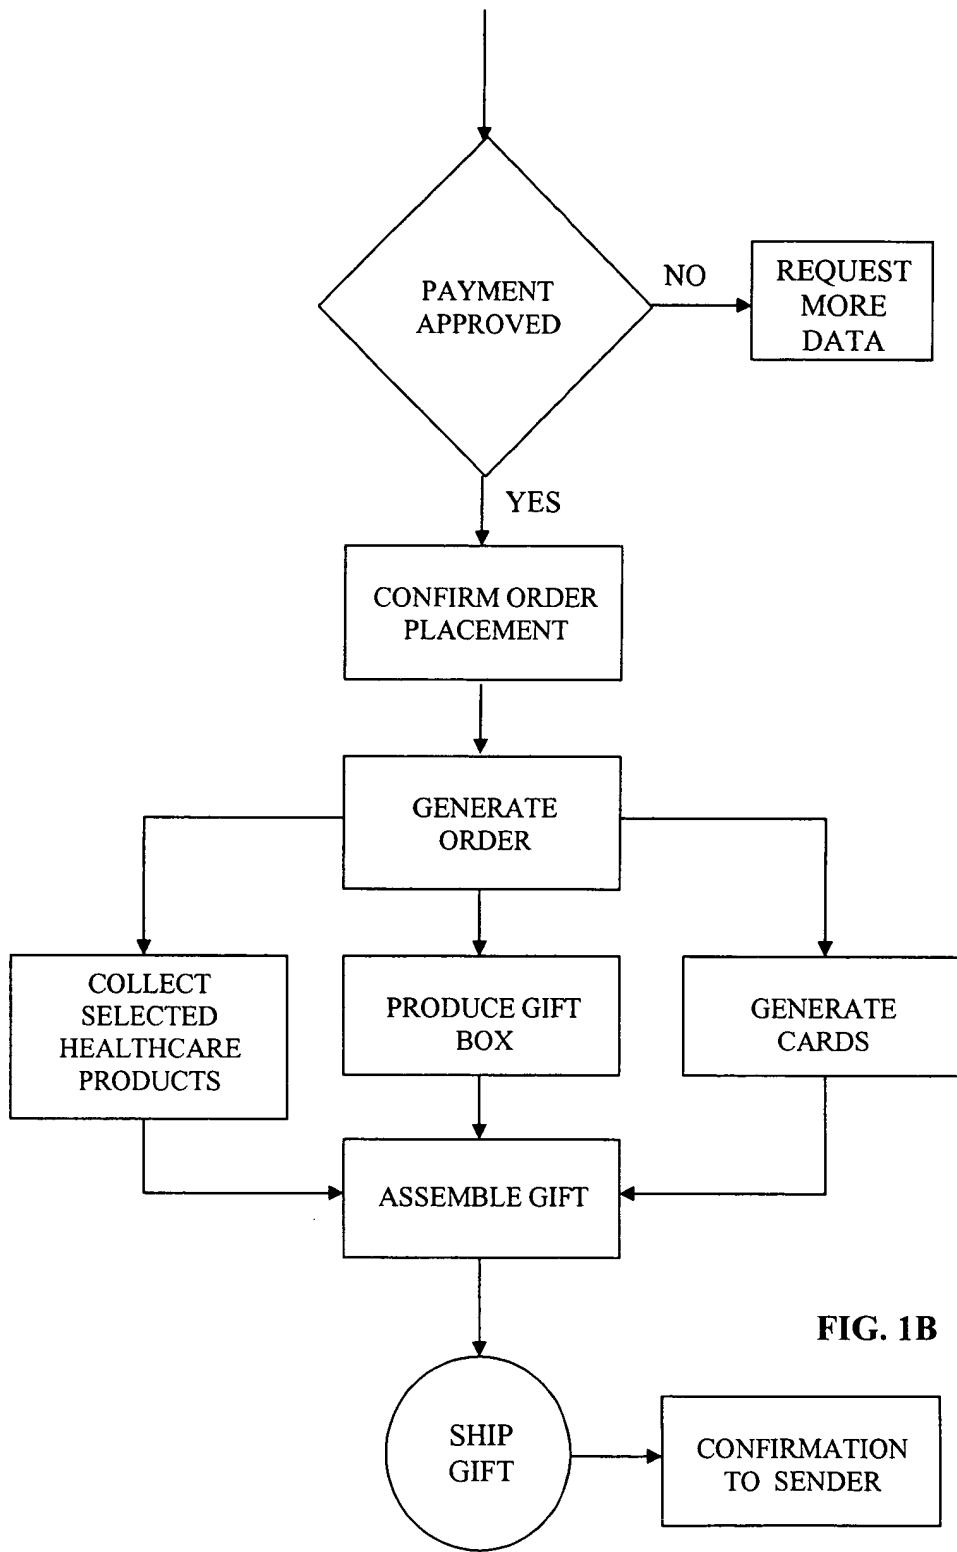 PAYMENT
APPROVED
NO
REQUEST
MORE
DATA
YES
CONFIRM ORDER
PLACEMENT
GENERATE
ORDER
COLLECT
SELECTED
HEALTHCARE
PRODUCTS
PRODUCE GIFT
BOX
GENERATE
CARDS
ASSEMBLE GIFT
FIG. 1B
SHIP
GIFT
CONFIRMATION
TO SENDER